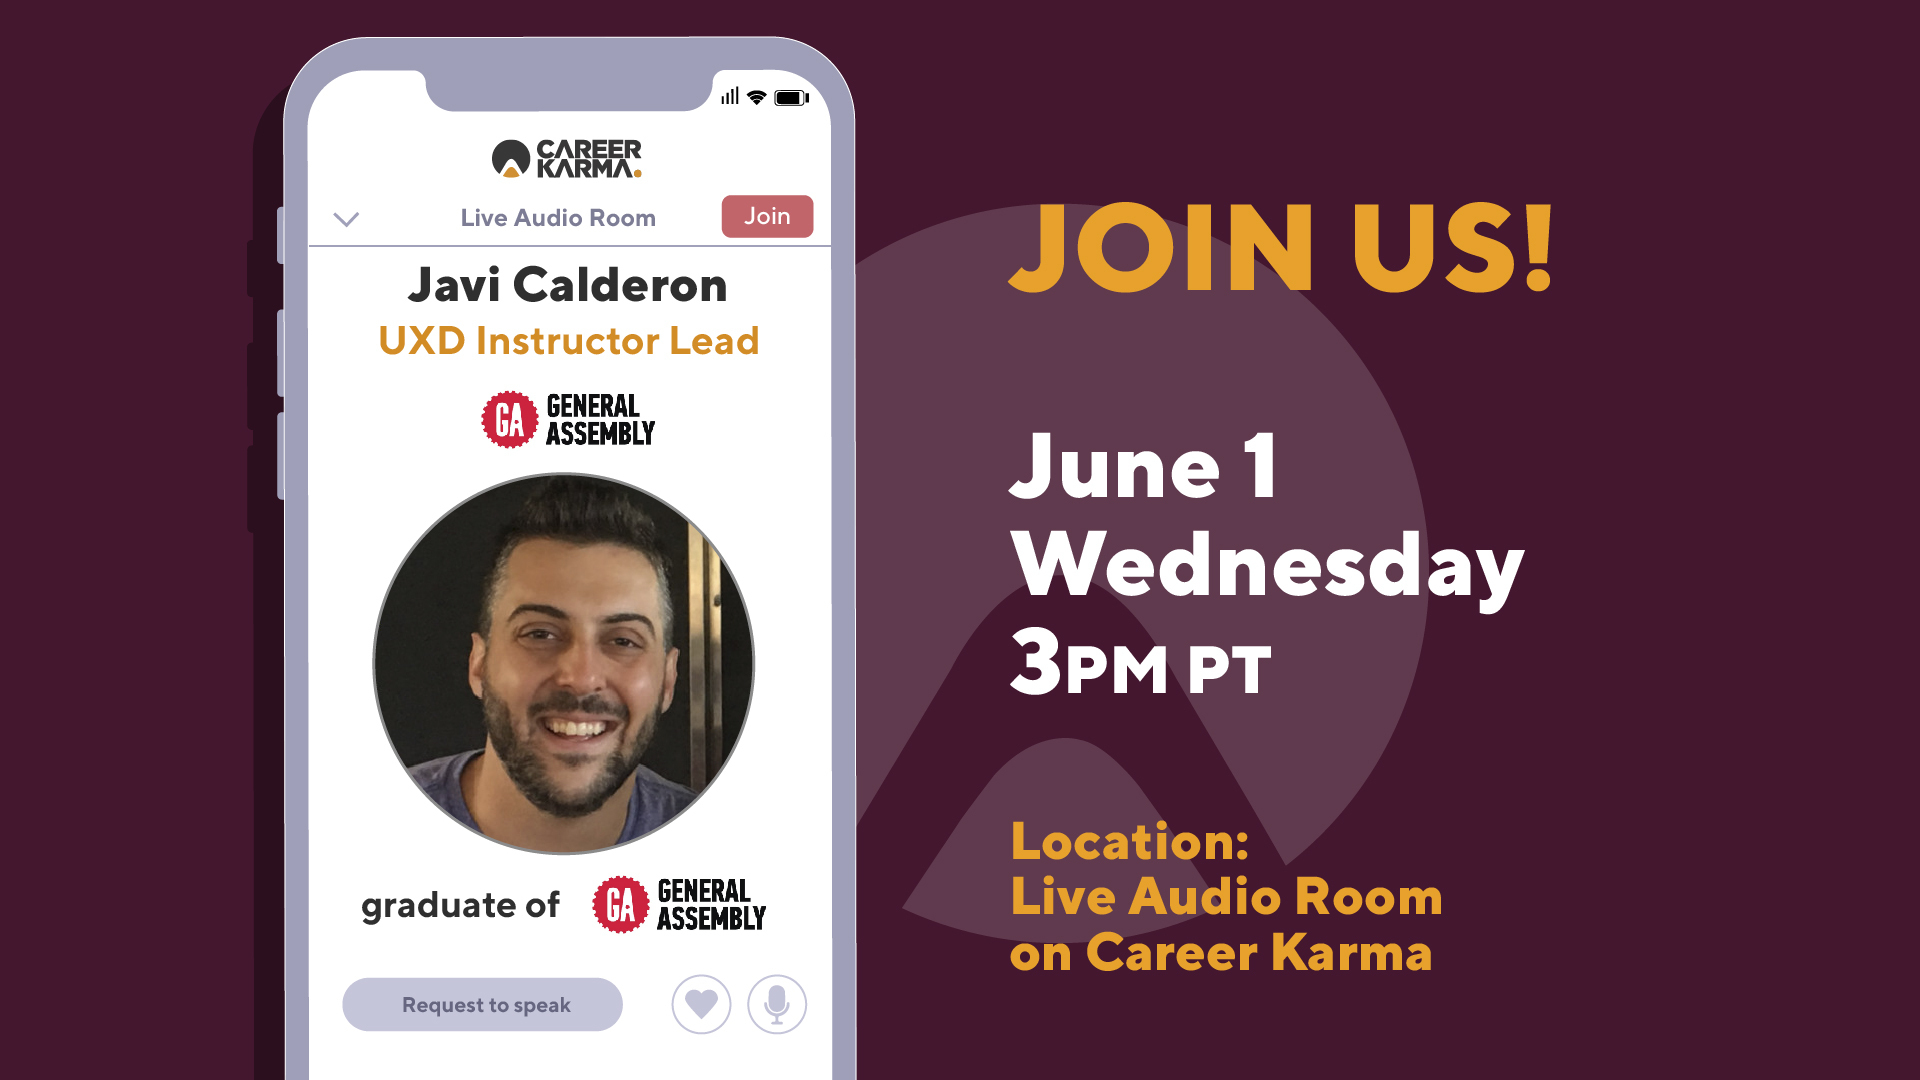 CAREER
KARMA.
Live Audio Room
Join
Javi Calderon
UXD Instructor Lead
GA GENERAL
ASSEMBLY
graduate of
GA GENERAL
ASSEMBLY
Request to speak
JOIN US!
June 1
Wednesday
3PM PT
Location:
Live Audio Room
on Career Karma